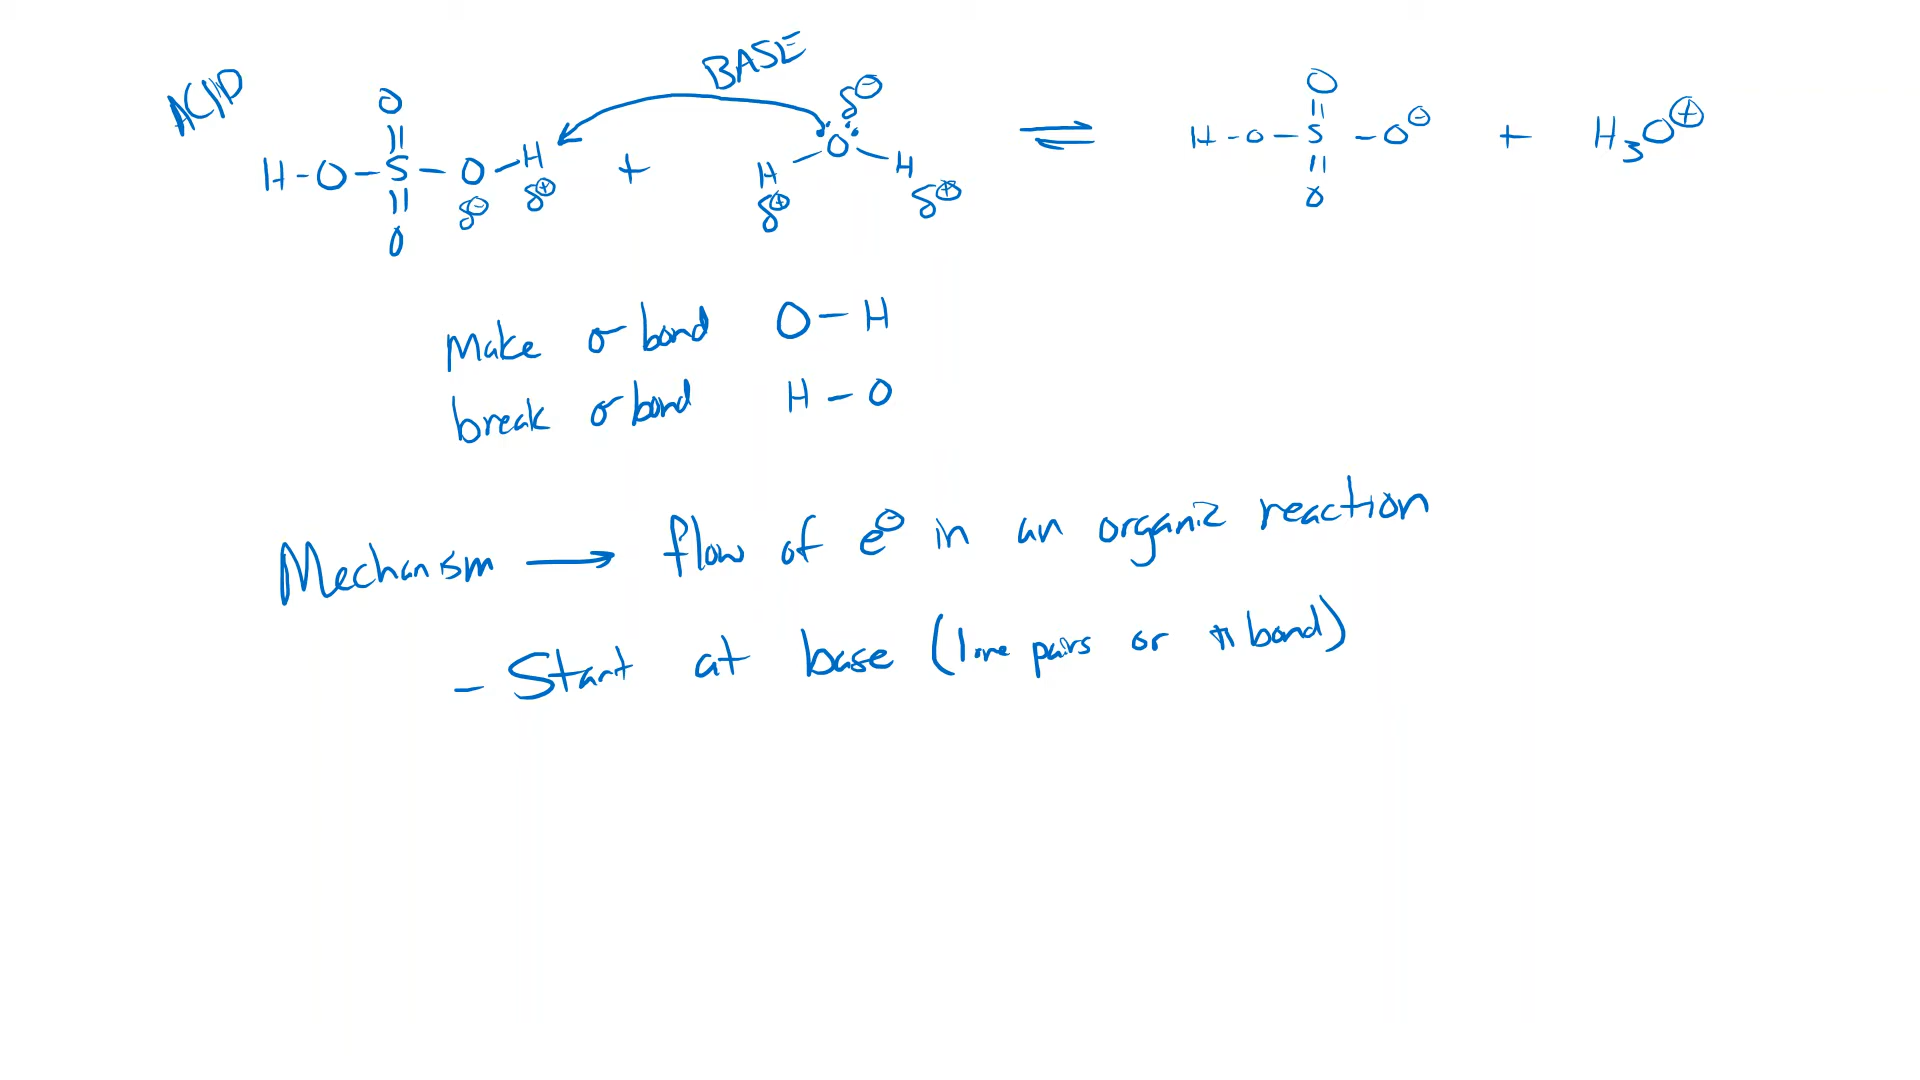 ACID
BASE
O
H-O-S-O-H + H-O-H ⇌ H-O-S-O⊖ + H₃O⊕
O
δ⊖ δ⊕ δ⊕ δ⊖ δ⊕
O
O
Make σ bond O-H
break σ bond H-O
Mechanism → flow of e⊖ in an organic reaction
- Start at base (lone pairs or π bond)